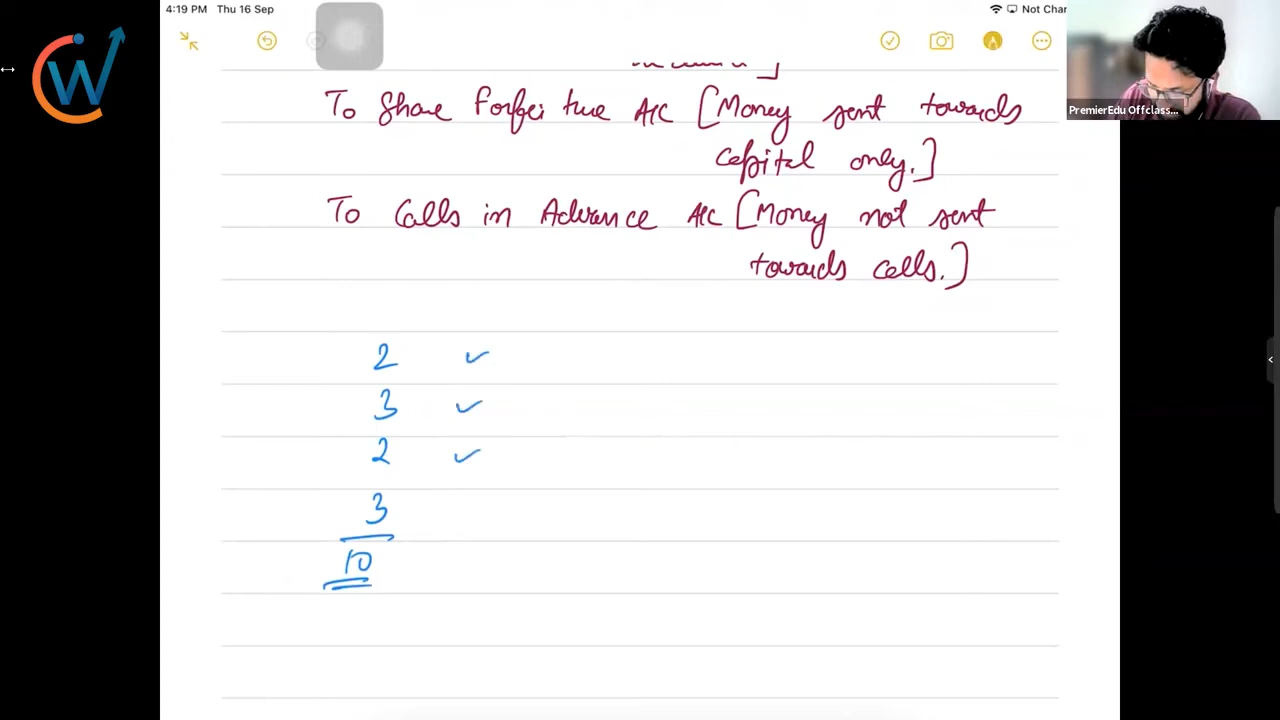 4:19 PM Thu 16 Sep
Not Char
W
PremierEdu Offclass...
To Share Forfeiture A/C [Money sent towards
capital only.]
To Calls in Advance A/C [Money not sent
towards calls.]
2 ✓
3 ✓
2 ✓
3
10